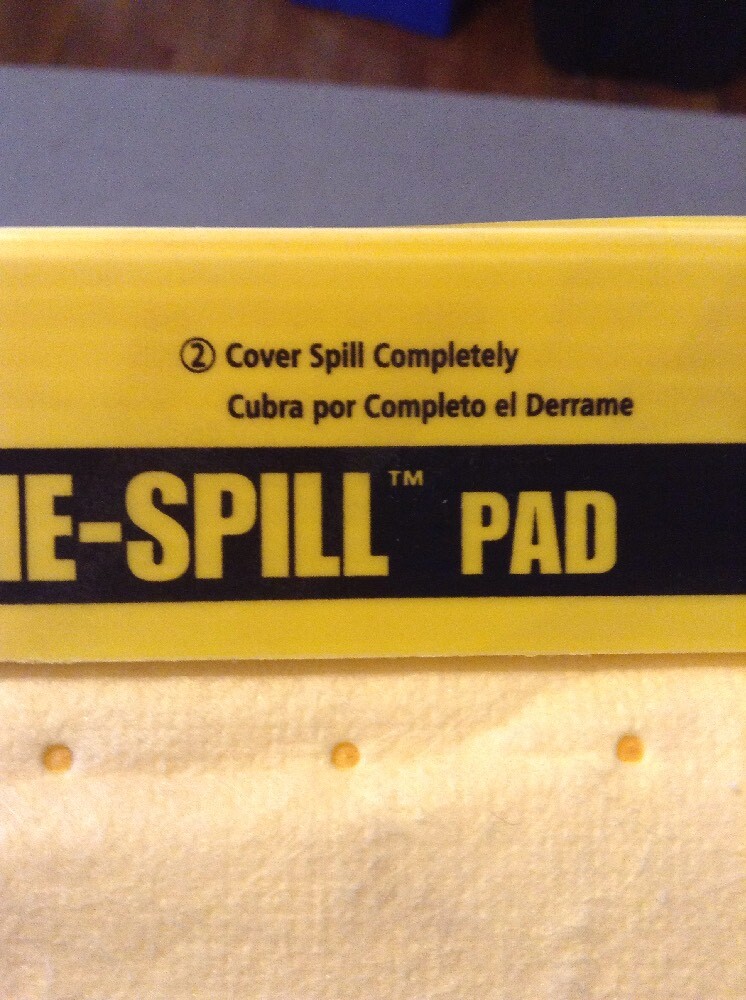 ② Cover Spill Completely
Cubra por Completo el Derrame
E-SPILL™ PAD